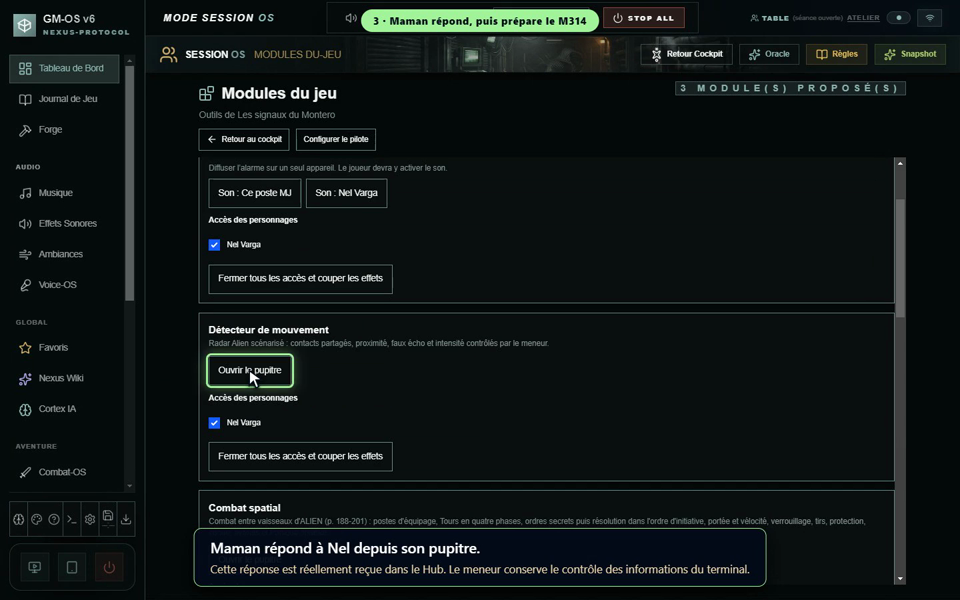 GM-OS v6
NEXUS-PROTOCOL
MODE SESSION OS
3 · Maman répond, puis prépare le M314
STOP ALL
TABLE (séance ouverte) ATELIER
SESSION OS MODULES DU-JEU
Retour Cockpit
Oracle
Règles
Snapshot
Tableau de Bord
Journal de Jeu
Forge
AUDIO
Musique
Effets Sonores
Ambiances
Voice-OS
GLOBAL
Favoris
Nexus Wiki
Cortex IA
AVENTURE
Combat-OS
Modules du jeu
3 MODULE(S) PROPOSÉ(S)
Outils de Les signaux du Montero
Retour au cockpit
Configurer le pilote
Diffuser l'alarme sur un seul appareil. Le joueur devra y activer le son.
Son : Ce poste MJ
Son : Nel Varga
Accès des personnages
Nel Varga
Fermer tous les accès et couper les effets
Détecteur de mouvement
Radar Alien scénarisé : contacts partagés, proximité, faux écho et intensité contrôlés par le meneur.
Ouvrir le pupitre
Accès des personnages
Nel Varga
Fermer tous les accès et couper les effets
Combat spatial
Combat entre vaisseaux d'ALIEN (p. 188-201) : postes d'équipage, Tours en quatre phases, ordres secrets puis résolution dans l'ordre d'initiative, portée et vélocité, verrouillage, tirs, protection,
Maman répond à Nel depuis son pupitre.
Cette réponse est réellement reçue dans le Hub. Le meneur conserve le contrôle des informations du terminal.